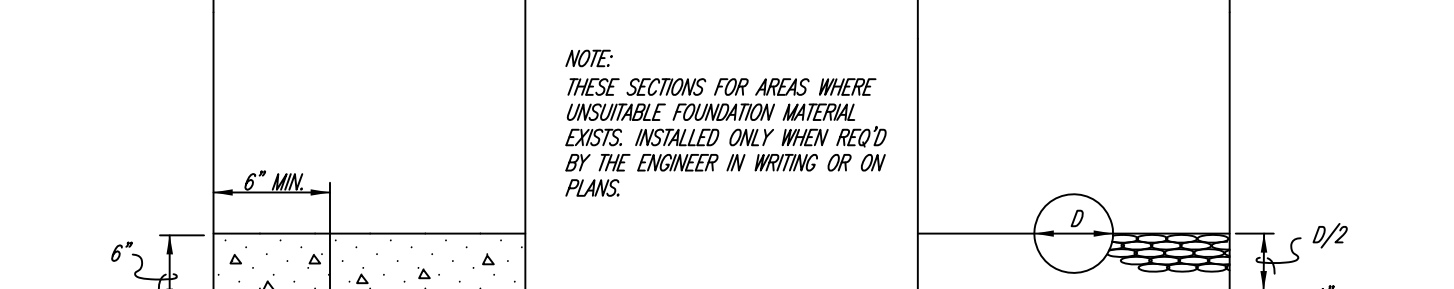 NOTE:
THESE SECTIONS FOR AREAS WHERE
UNSUITABLE FOUNDATION MATERIAL
EXISTS. INSTALLED ONLY WHEN REQ'D
BY THE ENGINEER IN WRITING OR ON
PLANS.
6" MIN.
6"
D
D/2